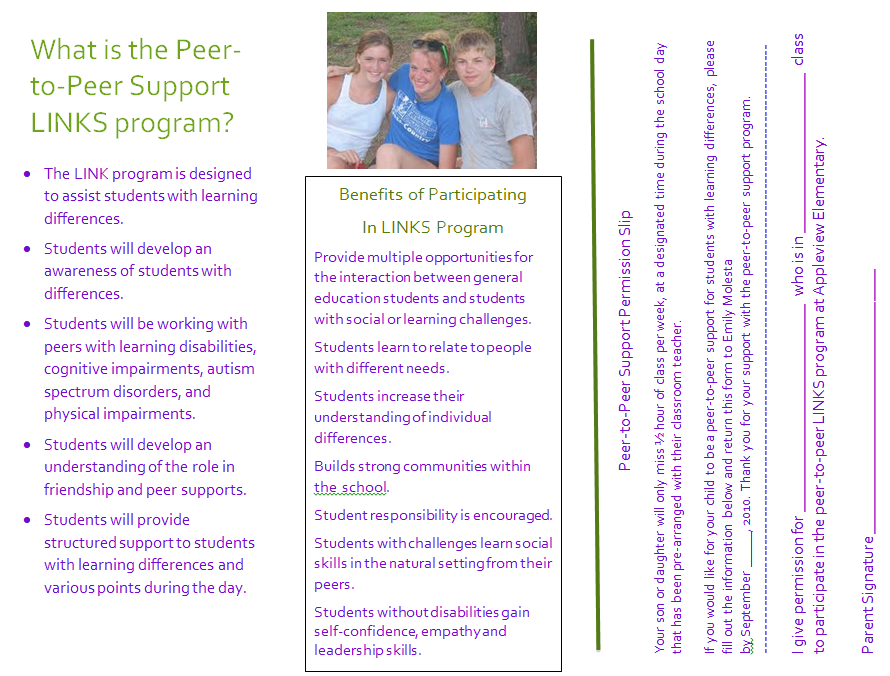 What is the Peer-
to-Peer Support
LINKS program?
• The LINK program is designed
to assist students with learning
differences.
• Students will develop an
awareness of students with
differences.
• Students will be working with
peers with learning disabilities,
cognitive impairments, autism
spectrum disorders, and
physical impairments.
• Students will develop an
understanding of the role in
friendship and peer supports.
• Students will provide
structured support to students
with learning differences and
various points during the day.
Benefits of Participating
In LINKS Program
Provide multiple opportunities for
the interaction between general
education students and students
with social or learning challenges.
Students learn to relate to people
with different needs.
Students increase their
understanding of individual
differences.
Builds strong communities within
the school.
Student responsibility is encouraged.
Students with challenges learn social
skills in the natural setting from their
peers.
Students without disabilities gain
self-confidence, empathy and
leadership skills.
Peer-to-Peer Support Permission Slip
Your son or daughter will only miss ½ hour of class per week, at a designated time during the school day
that has been pre-arranged with their classroom teacher.
If you would like for your child to be a peer-to-peer support for students with learning differences, please
fill out the information below and return this form to Emily Molesta
by September _____, 2010. Thank you for your support with the peer-to-peer support program.
I give permission for ____________________ who is in ____________________ class
to participate in the peer-to-peer LINKS program at Appleview Elementary.
Parent Signature ______________________________